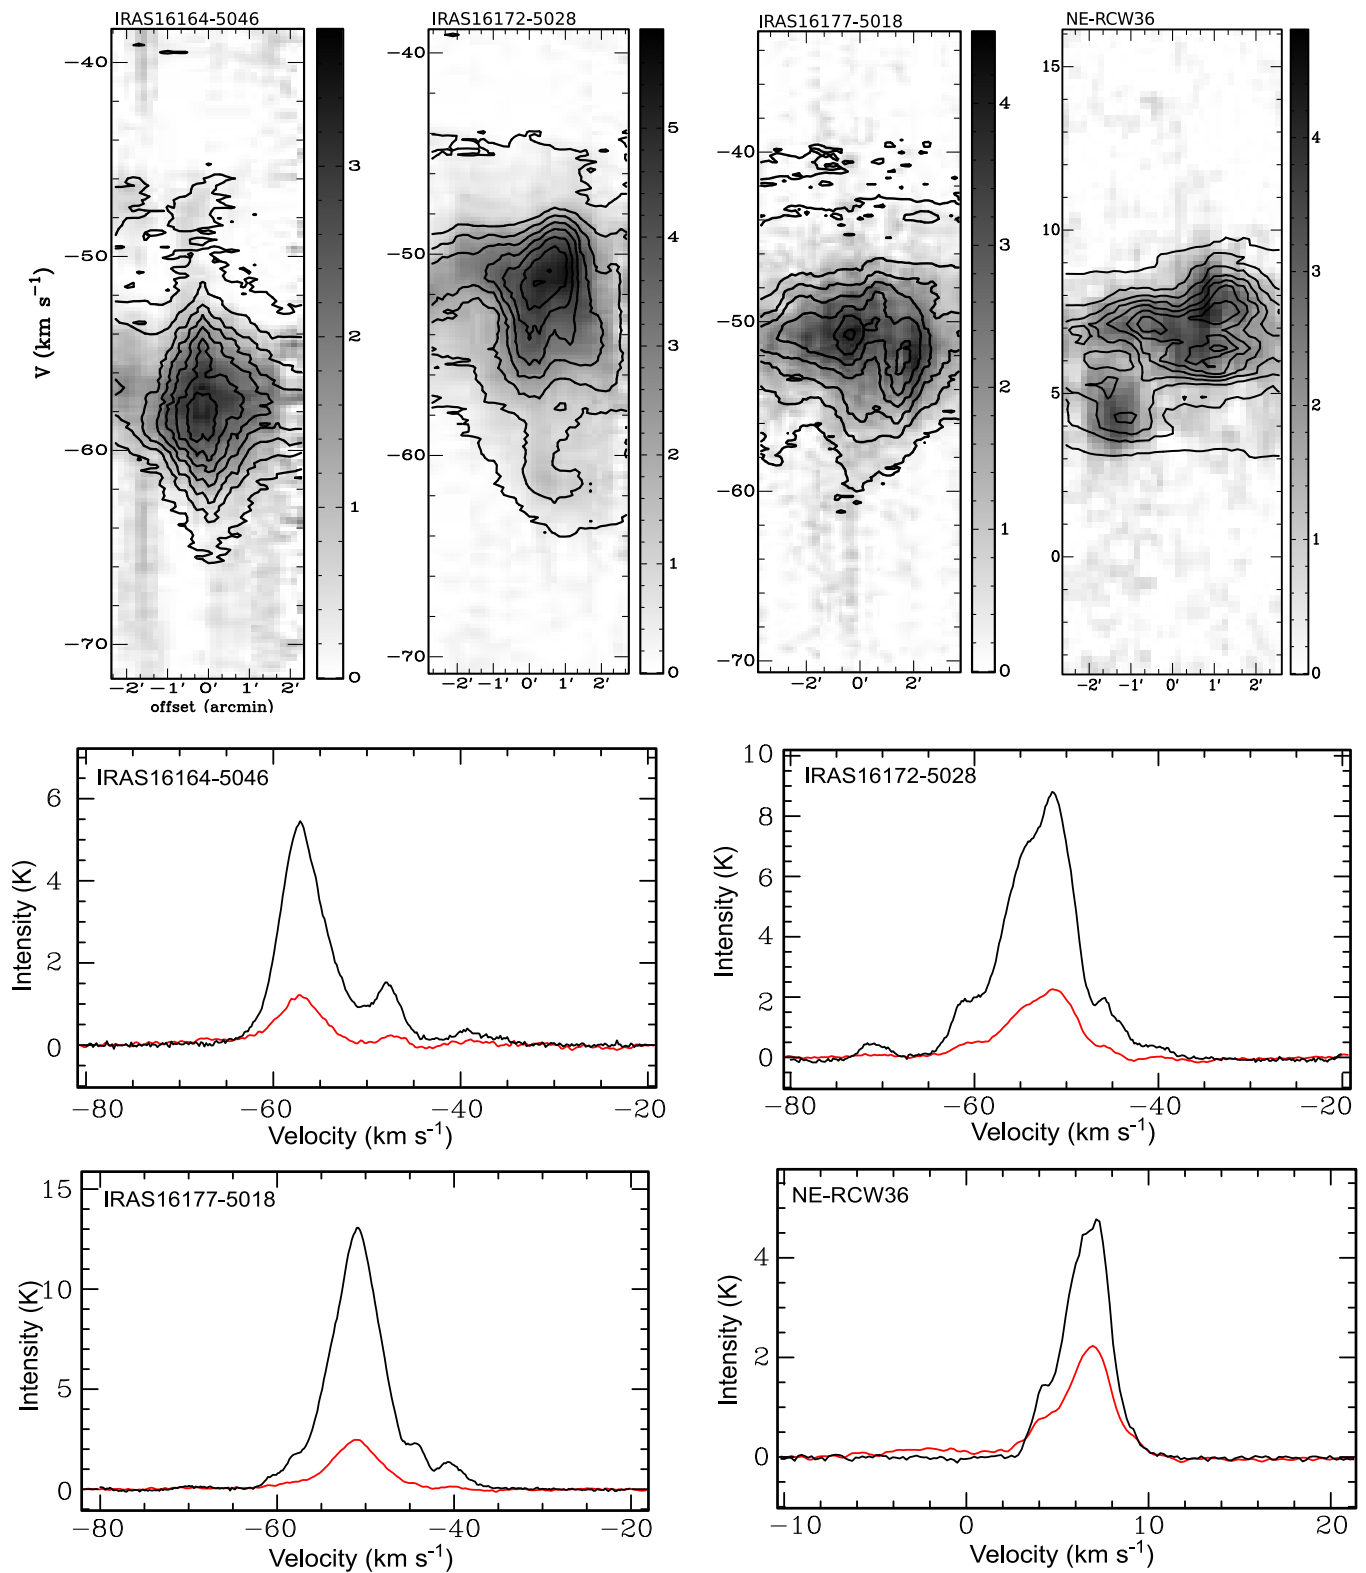 IRAS16164-5046
IRAS16172-5028
IRAS16177-5018
NE-RCW36
V (km s⁻¹)
−40
−50
−60
−70
−2' −1' 0' 1' 2'
offset (arcmin)
3
2
1
0
−40
−50
−60
−70
−2' −1' 0' 1' 2'
5
4
3
2
1
0
−40
−50
−60
−70
−2' 0' 2'
4
3
2
1
0
15
10
5
0
−2' −1' 0' 1' 2'
4
3
2
1
0
IRAS16164-5046
Intensity (K)
6
4
2
0
−80 −60 −40 −20
Velocity (km s⁻¹)
IRAS16172-5028
Intensity (K)
10
8
6
4
2
0
−80 −60 −40 −20
Velocity (km s⁻¹)
IRAS16177-5018
Intensity (K)
15
10
5
0
−80 −60 −40 −20
Velocity (km s⁻¹)
NE-RCW36
Intensity (K)
4
2
0
−10 0 10 20
Velocity (km s⁻¹)